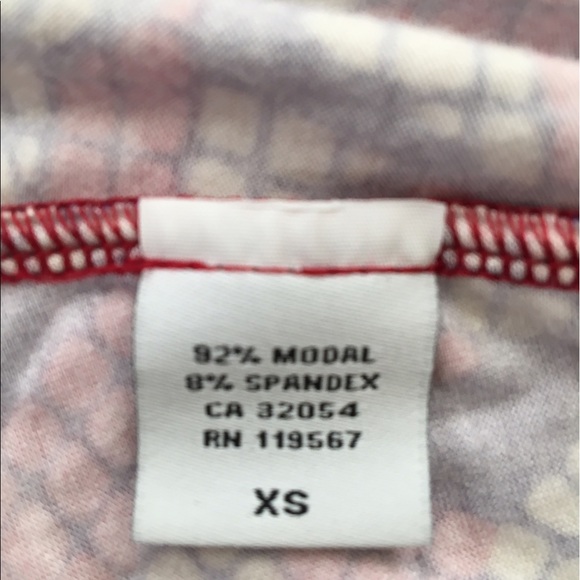 92% MODAL
8% SPANDEX
CA 32054
RN 119567
XS